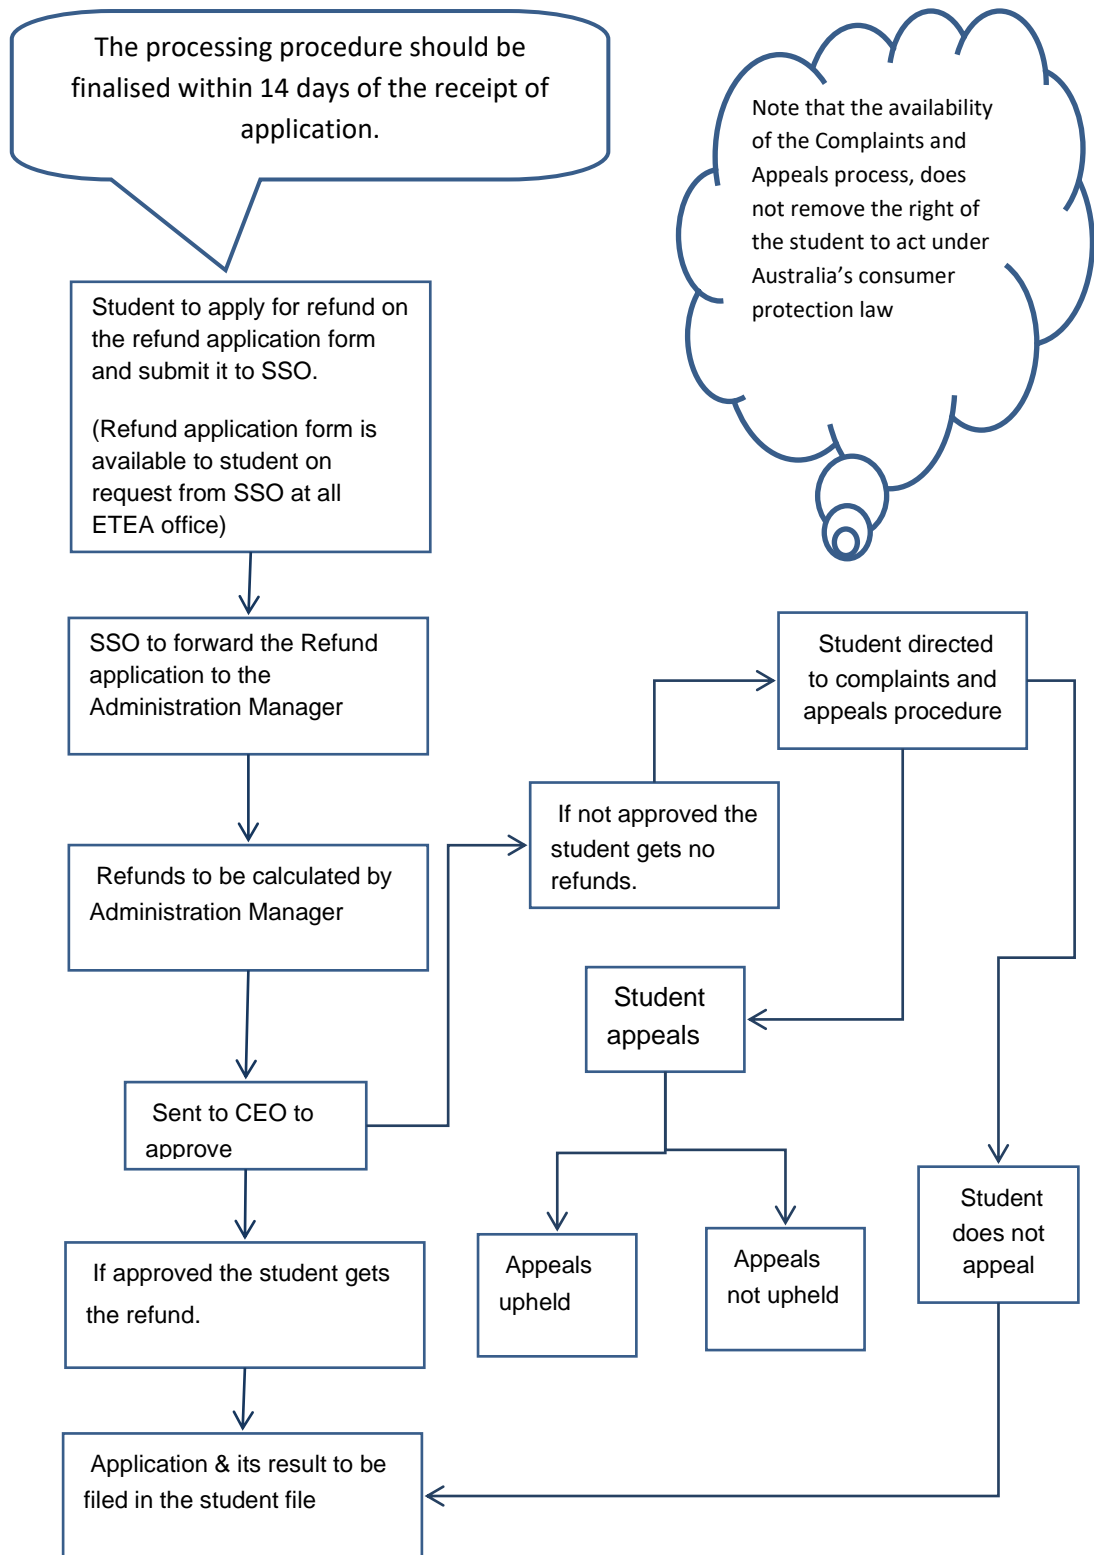 The processing procedure should be
finalised within 14 days of the receipt of
application.
Note that the availability
of the Complaints and
Appeals process, does
not remove the right of
the student to act under
Australia’s consumer
protection law
Student to apply for refund on
the refund application form
and submit it to SSO.
(Refund application form is
available to student on
request from SSO at all
ETEA office)
SSO to forward the Refund
application to the
Administration Manager
Student directed
to complaints and
appeals procedure
If not approved the
student gets no
refunds.
Refunds to be calculated by
Administration Manager
Student
appeals
Sent to CEO to
approve
Student
does not
appeal
If approved the student gets
the refund.
Appeals
upheld
Appeals
not upheld
Application & its result to be
filed in the student file